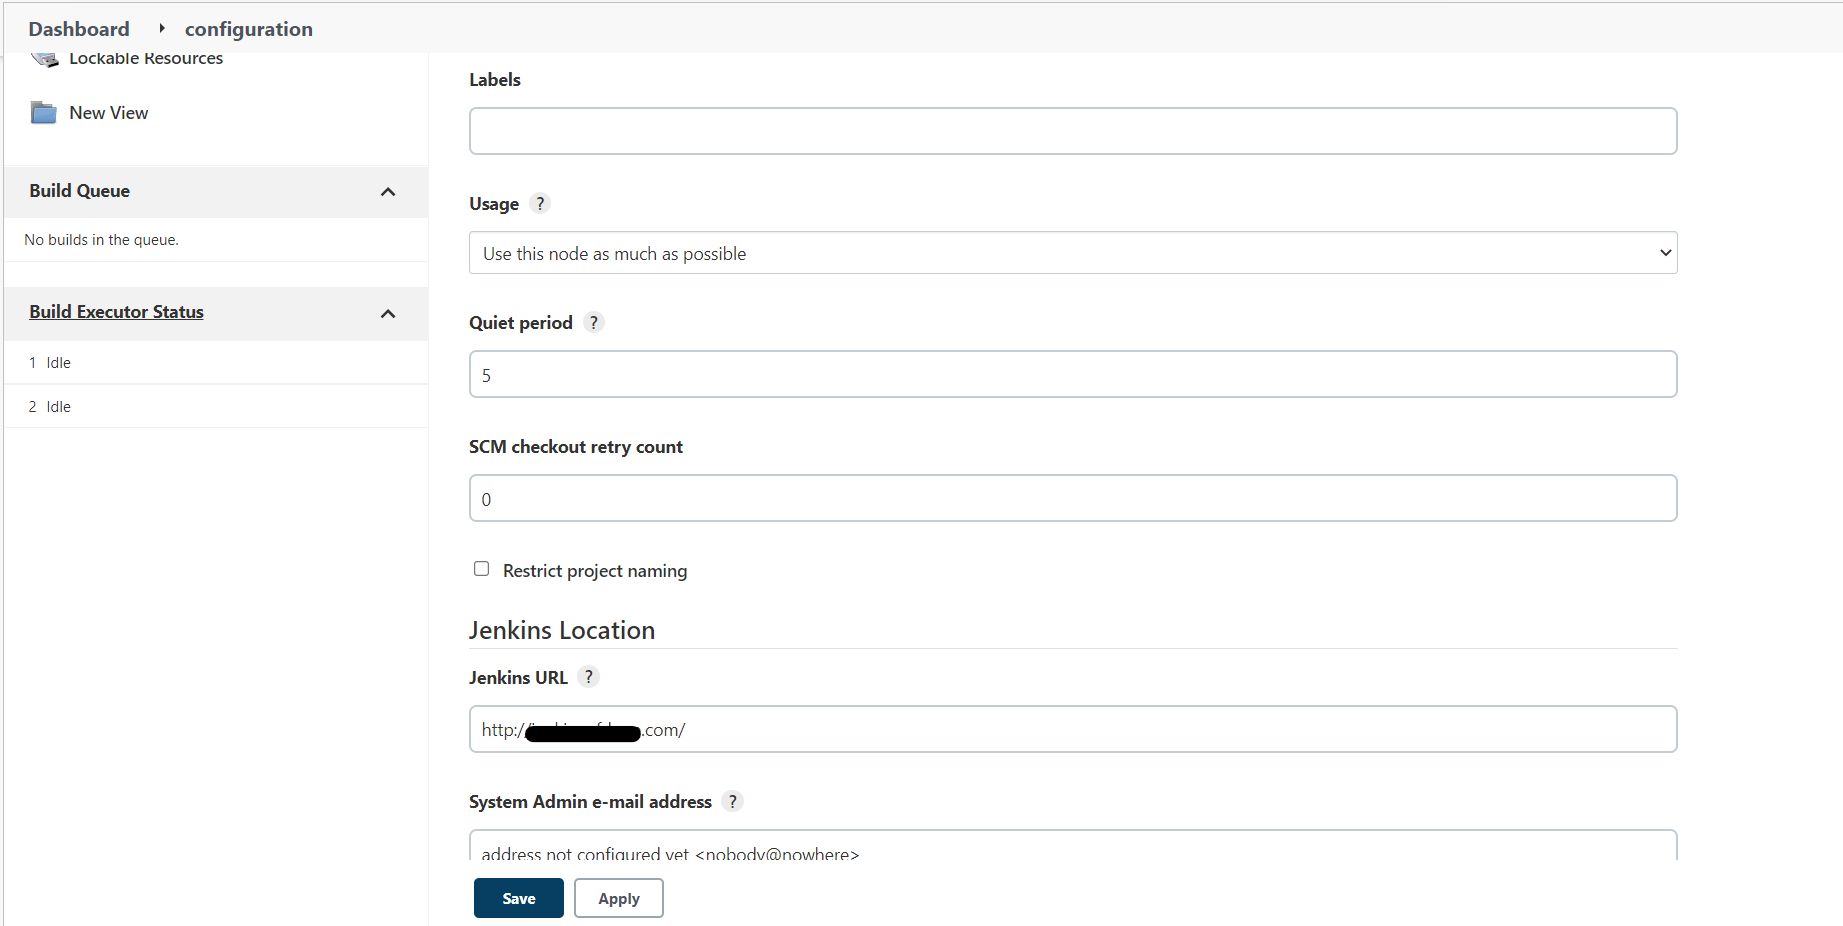 Dashboard configuration
Lockable Resources
New View
Build Queue
No builds in the queue.
Build Executor Status
1 Idle
2 Idle
Labels
Usage ?
Use this node as much as possible
Quiet period ?
5
SCM checkout retry count
0
Restrict project naming
Jenkins Location
Jenkins URL ?
http:/ .com/
System Admin e-mail address ?
address not configured yet <nobody@nowhere>
Save Apply